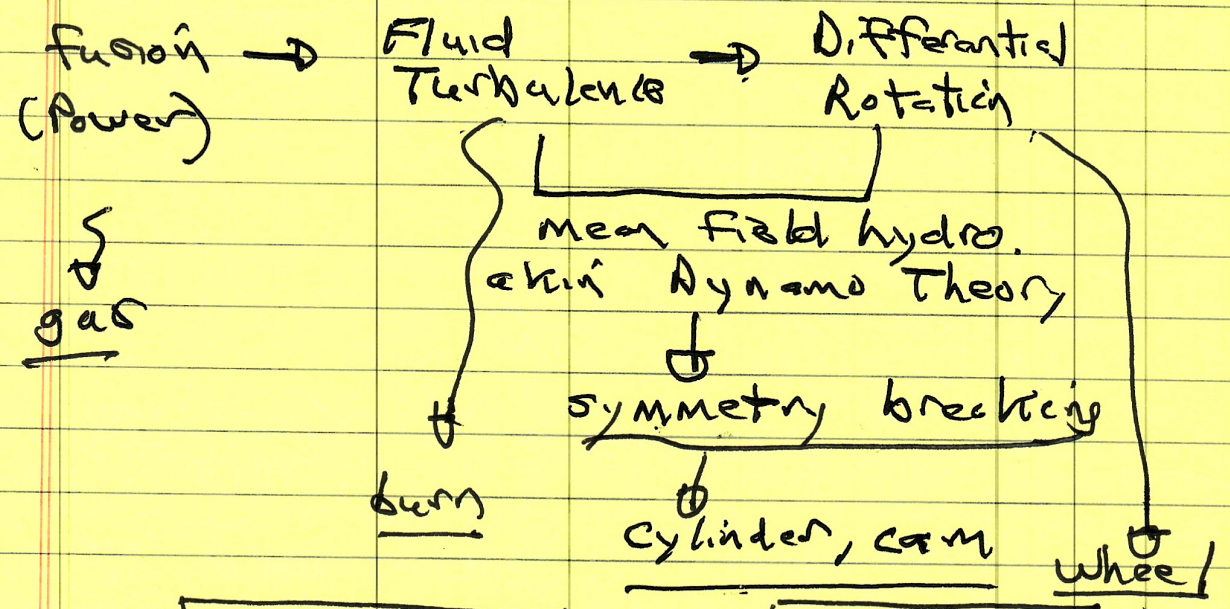 Fusion → Fluid Turbulence → Differential Rotation
(Power)
mean field hydro.
akin Dynamo Theory
gas
symmetry breaking
burn
cylinder, cam
wheel